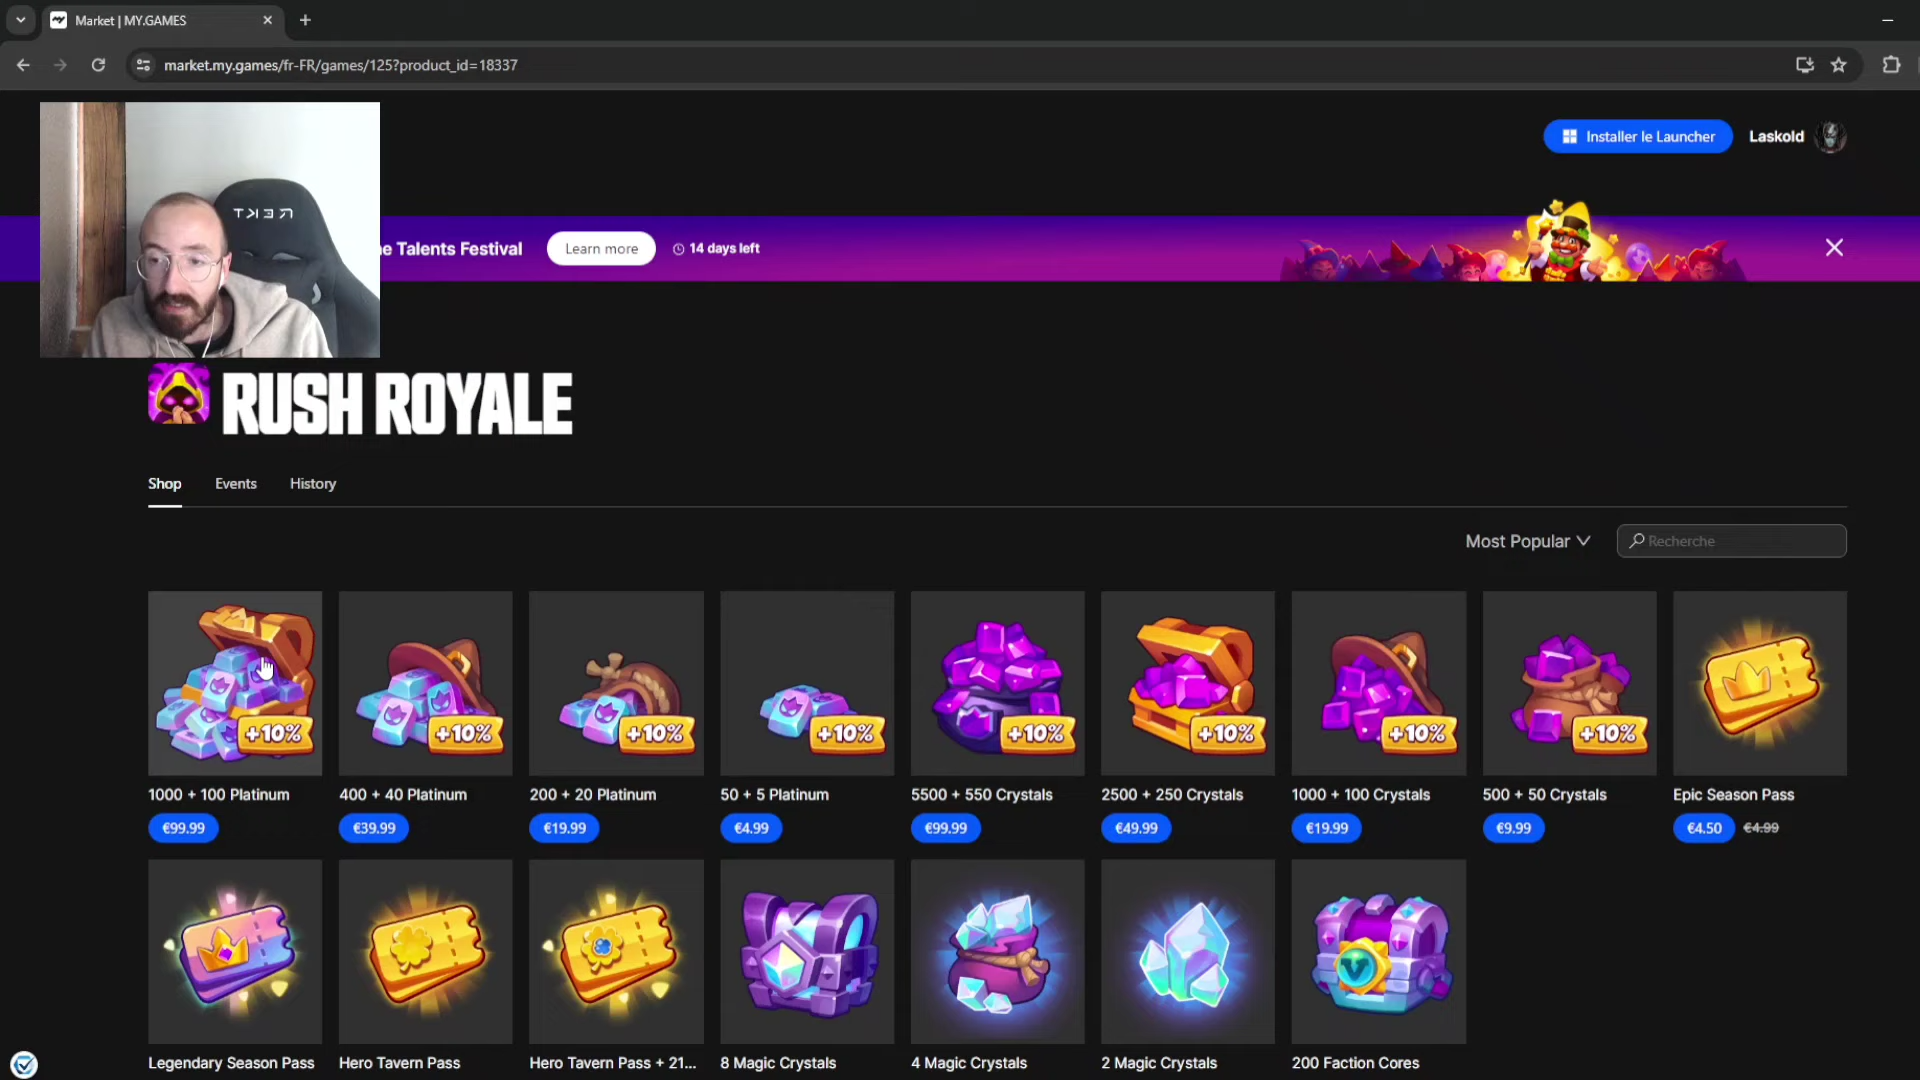 Market | MY.GAMES
market.my.games/fr-FR/games/125?product_id=18337
Installer le Launcher
Laskold
REKT
Talents Festival
Learn more
14 days left
RUSH ROYALE
Shop
Events
History
Most Popular
Recherche
+10%
+10%
+10%
+10%
+10%
+10%
+10%
+10%
1000 + 100 Platinum
400 + 40 Platinum
200 + 20 Platinum
50 + 5 Platinum
5500 + 550 Crystals
2500 + 250 Crystals
1000 + 100 Crystals
500 + 50 Crystals
Epic Season Pass
€99.99
€39.99
€19.99
€4.99
€99.99
€49.99
€19.99
€9.99
€4.50 €4.99
Legendary Season Pass
Hero Tavern Pass
Hero Tavern Pass + 21...
8 Magic Crystals
4 Magic Crystals
2 Magic Crystals
200 Faction Cores